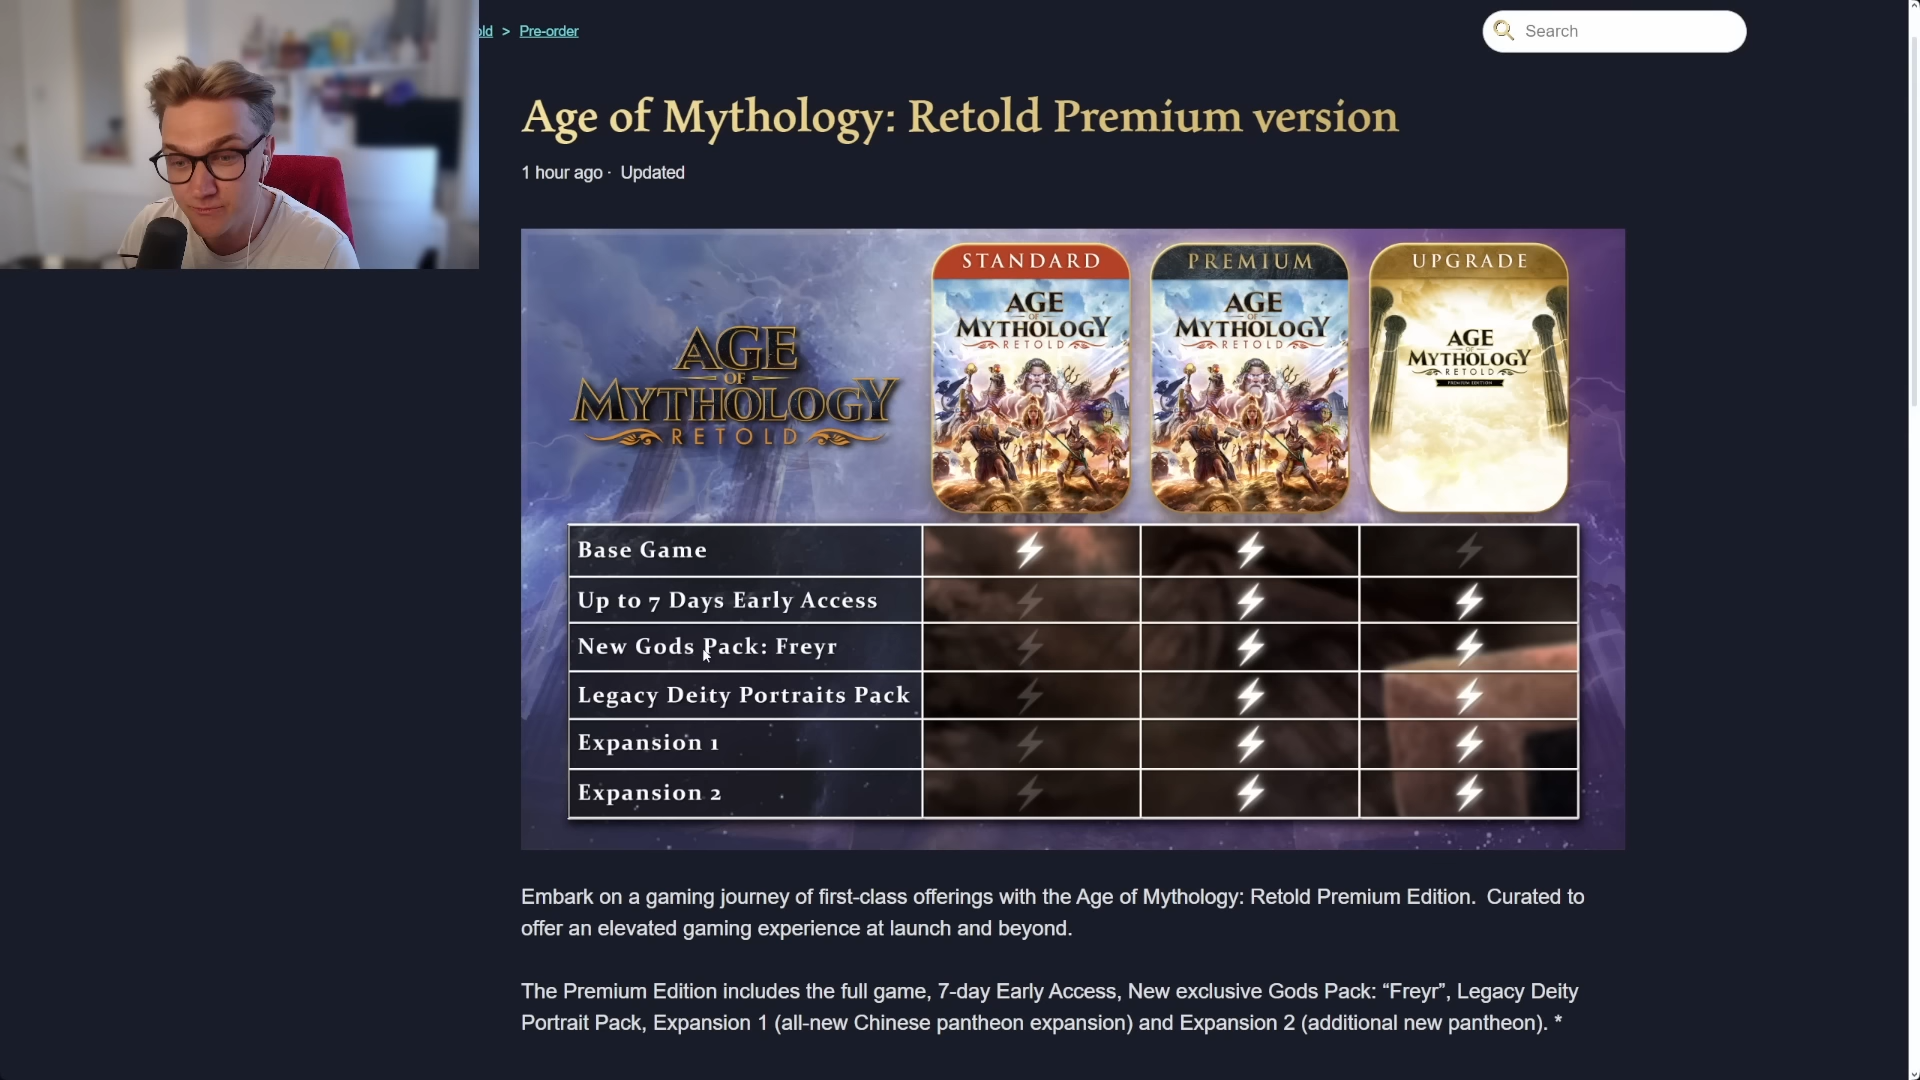 old > Pre-order
Search
Age of Mythology: Retold Premium version
1 hour ago · Updated
STANDARD
PREMIUM
UPGRADE
AGE
OF
MYTHOLOGY
RETOLD
AGE
OF
MYTHOLOGY
RETOLD
AGE
OF
MYTHOLOGY
RETOLD
AGE
OF
MYTHOLOGY
RETOLD
PREMIUM EDITION
Base Game
Up to 7 Days Early Access
New Gods Pack: Freyr
Legacy Deity Portraits Pack
Expansion 1
Expansion 2
Embark on a gaming journey of first-class offerings with the Age of Mythology: Retold Premium Edition. Curated to
offer an elevated gaming experience at launch and beyond.
The Premium Edition includes the full game, 7-day Early Access, New exclusive Gods Pack: “Freyr”, Legacy Deity
Portrait Pack, Expansion 1 (all-new Chinese pantheon expansion) and Expansion 2 (additional new pantheon). *